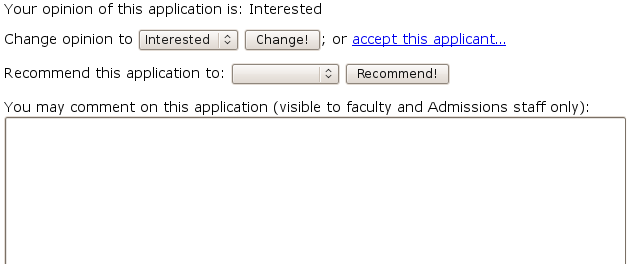 Your opinion of this application is: Interested
Change opinion to Interested Change! ; or accept this applicant...
Recommend this application to: Recommend!
You may comment on this application (visible to faculty and Admissions staff only):